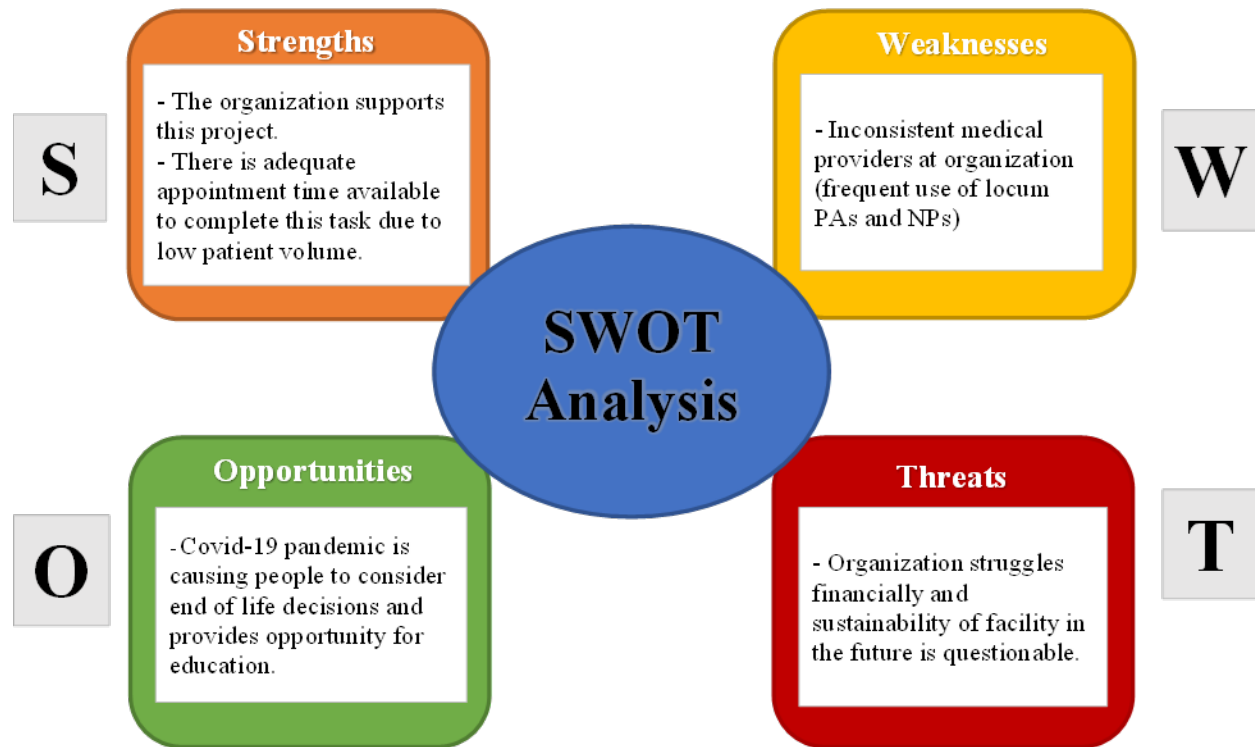 S
Strengths
- The organization supports
this project.
- There is adequate
appointment time available
to complete this task due to
low patient volume.
Weaknesses
- Inconsistent medical
providers at organization
(frequent use of locum
PAs and NPs)
W
SWOT
Analysis
O
Opportunities
- Covid-19 pandemic is
causing people to consider
end of life decisions and
provides opportunity for
education.
Threats
- Organization struggles
financially and
sustainability of facility in
the future is questionable.
T